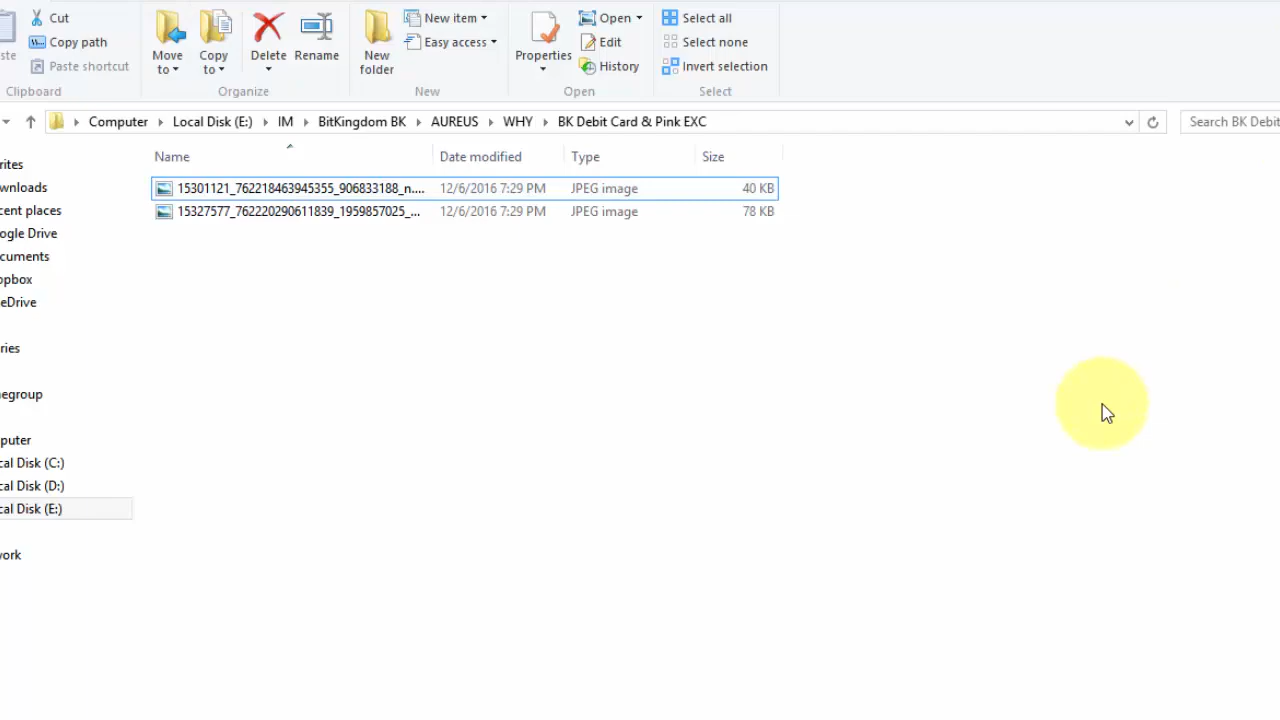 Cut
Copy path
Paste shortcut
ste
Clipboard
Move to
Copy to
Delete
Rename
Organize
New folder
New item
Easy access
New
Properties
Open
Edit
History
Open
Select all
Select none
Invert selection
Select
Computer Local Disk (E:) IM BitKingdom BK AUREUS WHY BK Debit Card & Pink EXC
Search BK Debit
Name Date modified Type Size
15301121_762218463945355_906833188_n.... 12/6/2016 7:29 PM JPEG image 40 KB
15327577_762220290611839_1959857025_... 12/6/2016 7:29 PM JPEG image 78 KB
rites
wnloads
cent places
ogle Drive
cuments
opbox
eDrive
ries
negroup
puter
cal Disk (C:)
cal Disk (D:)
cal Disk (E:)
work